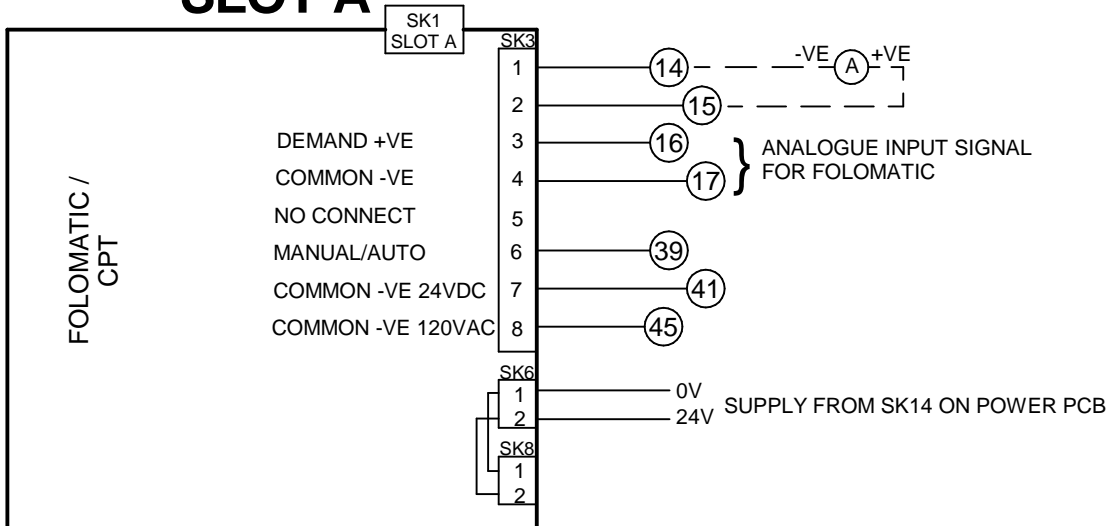 SLOT A
SK1
SLOT A
SK3
1 14 -VE A +VE
2 15
DEMAND +VE 3 16
COMMON -VE 4 17
ANALOGUE INPUT SIGNAL
FOR FOLOMATIC
NO CONNECT 5
MANUAL/AUTO 6 39
COMMON -VE 24VDC 7 41
COMMON -VE 120VAC 8 45
FOLOMATIC /
CPT
SK6
1 0V
2 24V
SUPPLY FROM SK14 ON POWER PCB
SK8
1
2